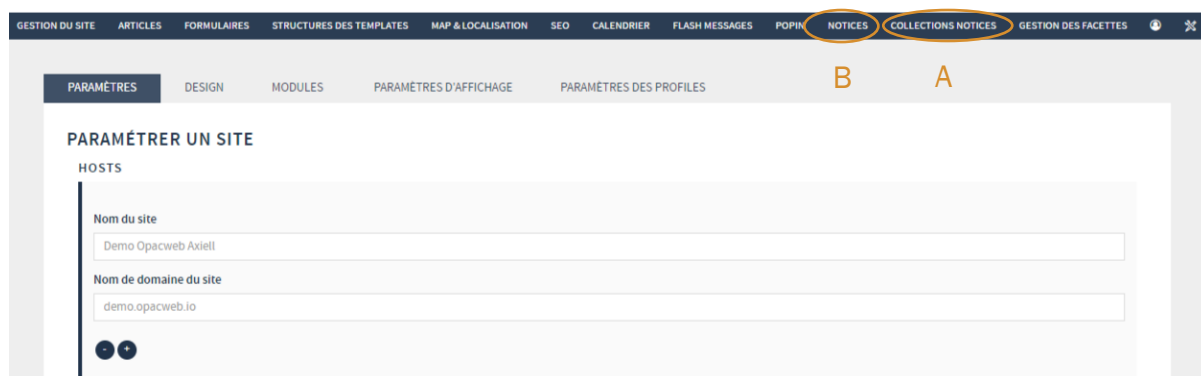 GESTION DU SITE ARTICLES FORMULAIRES STRUCTURES DES TEMPLATES MAP & LOCALISATION SEO CALENDRIER FLASH MESSAGES POPIN NOTICES COLLECTIONS NOTICES GESTION DES FACETTES
B A
PARAMÈTRES DESIGN MODULES PARAMÈTRES D'AFFICHAGE PARAMÈTRES DES PROFILES
PARAMÉTRER UN SITE
HOSTS
Nom du site
Demo Opacweb Axiell
Nom de domaine du site
demo.opacweb.io
- +